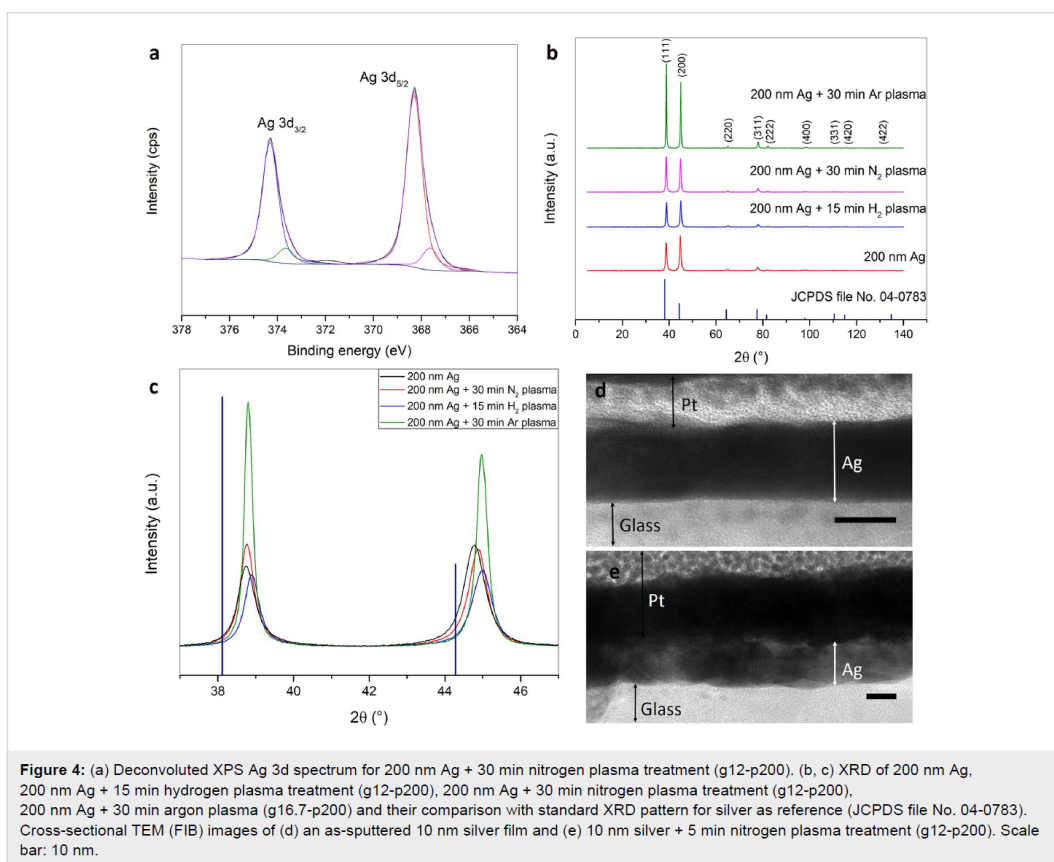 a
Ag 3d5/2
Ag 3d3/2
Intensity (cps)
378 376 374 372 370 368 366 364
Binding energy (eV)
b
(111)
(200)
200 nm Ag + 30 min Ar plasma
(220)
(311)
(222)
(400)
(331)
(420)
(422)
200 nm Ag + 30 min N2 plasma
200 nm Ag + 15 min H2 plasma
200 nm Ag
JCPDS file No. 04-0783
Intensity (a.u.)
0 20 40 60 80 100 120 140
2θ (°)
c
200 nm Ag
200 nm Ag + 30 min N2 plasma
200 nm Ag + 15 min H2 plasma
200 nm Ag + 30 min Ar plasma
Intensity (a.u.)
38 40 42 44 46
2θ (°)
d
Pt
Ag
Glass
e
Pt
Ag
Glass
Figure 4: (a) Deconvoluted XPS Ag 3d spectrum for 200 nm Ag + 30 min nitrogen plasma treatment (g12-p200). (b, c) XRD of 200 nm Ag,
200 nm Ag + 15 min hydrogen plasma treatment (g12-p200), 200 nm Ag + 30 min nitrogen plasma treatment (g12-p200),
200 nm Ag + 30 min argon plasma (g16.7-p200) and their comparison with standard XRD pattern for silver as reference (JCPDS file No. 04-0783).
Cross-sectional TEM (FIB) images of (d) an as-sputtered 10 nm silver film and (e) 10 nm silver + 5 min nitrogen plasma treatment (g12-p200). Scale
bar: 10 nm.